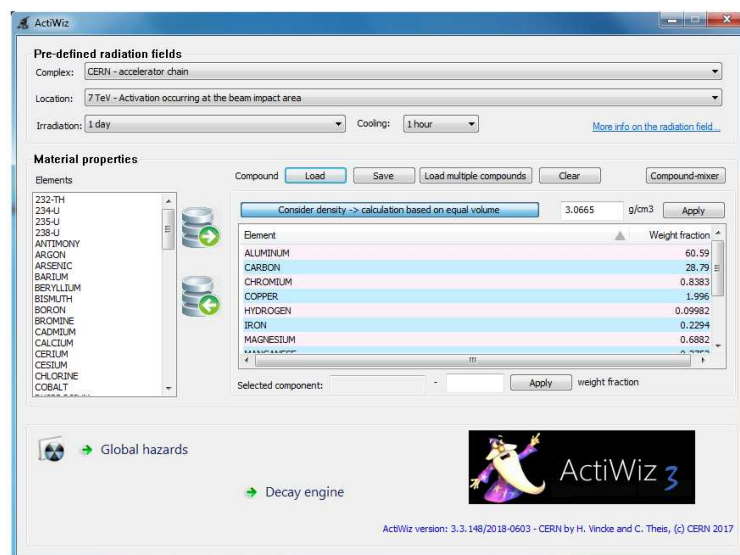 ActiWiz
Pre-defined radiation fields
Complex: CERN - accelerator chain
Location: 7 TeV - Activation occurring at the beam impact area
Irradiation: 1 day Cooling: 1 hour More info on the radiation field...
Material properties
Elements
Compound Load Save Load multiple compounds Clear Compound-mixer
232-TH
234-U
235-U
238-U
ANTIMONY
ARGON
ARSENIC
BARIUM
BERYLLIUM
BISMUTH
BORON
BROMINE
CADMIUM
CALCIUM
CERIUM
CESIUM
CHLORINE
COBALT
Consider density -> calculation based on equal volume 3.0665 g/cm3 Apply
Element Weight fraction
ALUMINUM 60.59
CARBON 28.79
CHROMIUM 0.8383
COPPER 1.996
HYDROGEN 0.09982
IRON 0.2294
MAGNESIUM 0.6882
MANGANESE
Selected component: - Apply weight fraction
Global hazards
Decay engine
ActiWiz 3
ActiWiz version: 3.3.148/2018-0603 - CERN by H. Vincke and C. Theis, (c) CERN 2017